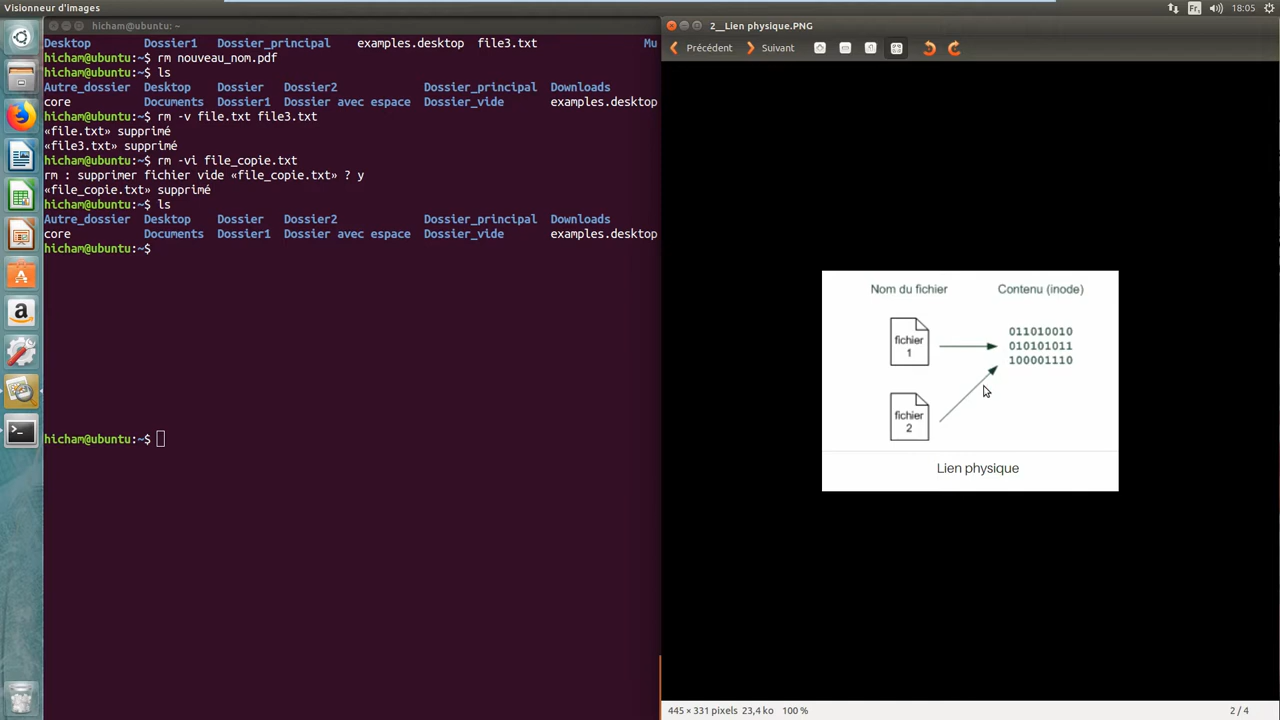 Visionneur d'images
Fr
18:05
hicham@ubuntu: ~
Desktop Dossier1 Dossier_principal examples.desktop file3.txt Mu
hicham@ubuntu:~$ rm nouveau_nom.pdf
hicham@ubuntu:~$ ls
Autre_dossier Desktop Dossier Dossier2 Dossier_principal Downloads
core Documents Dossier1 Dossier avec espace Dossier_vide examples.desktop
hicham@ubuntu:~$ rm -v file.txt file3.txt
«file.txt» supprimé
«file3.txt» supprimé
hicham@ubuntu:~$ rm -vi file_copie.txt
rm : supprimer fichier vide «file_copie.txt» ? y
«file_copie.txt» supprimé
hicham@ubuntu:~$ ls
Autre_dossier Desktop Dossier Dossier2 Dossier_principal Downloads
core Documents Dossier1 Dossier avec espace Dossier_vide examples.desktop
hicham@ubuntu:~$
hicham@ubuntu:~$
2__Lien physique.PNG
Précédent Suivant
Nom du fichier Contenu (inode)
fichier
1
011010010
010101011
100001110
fichier
2
Lien physique
445 × 331 pixels 23,4 ko 100 % 2 / 4